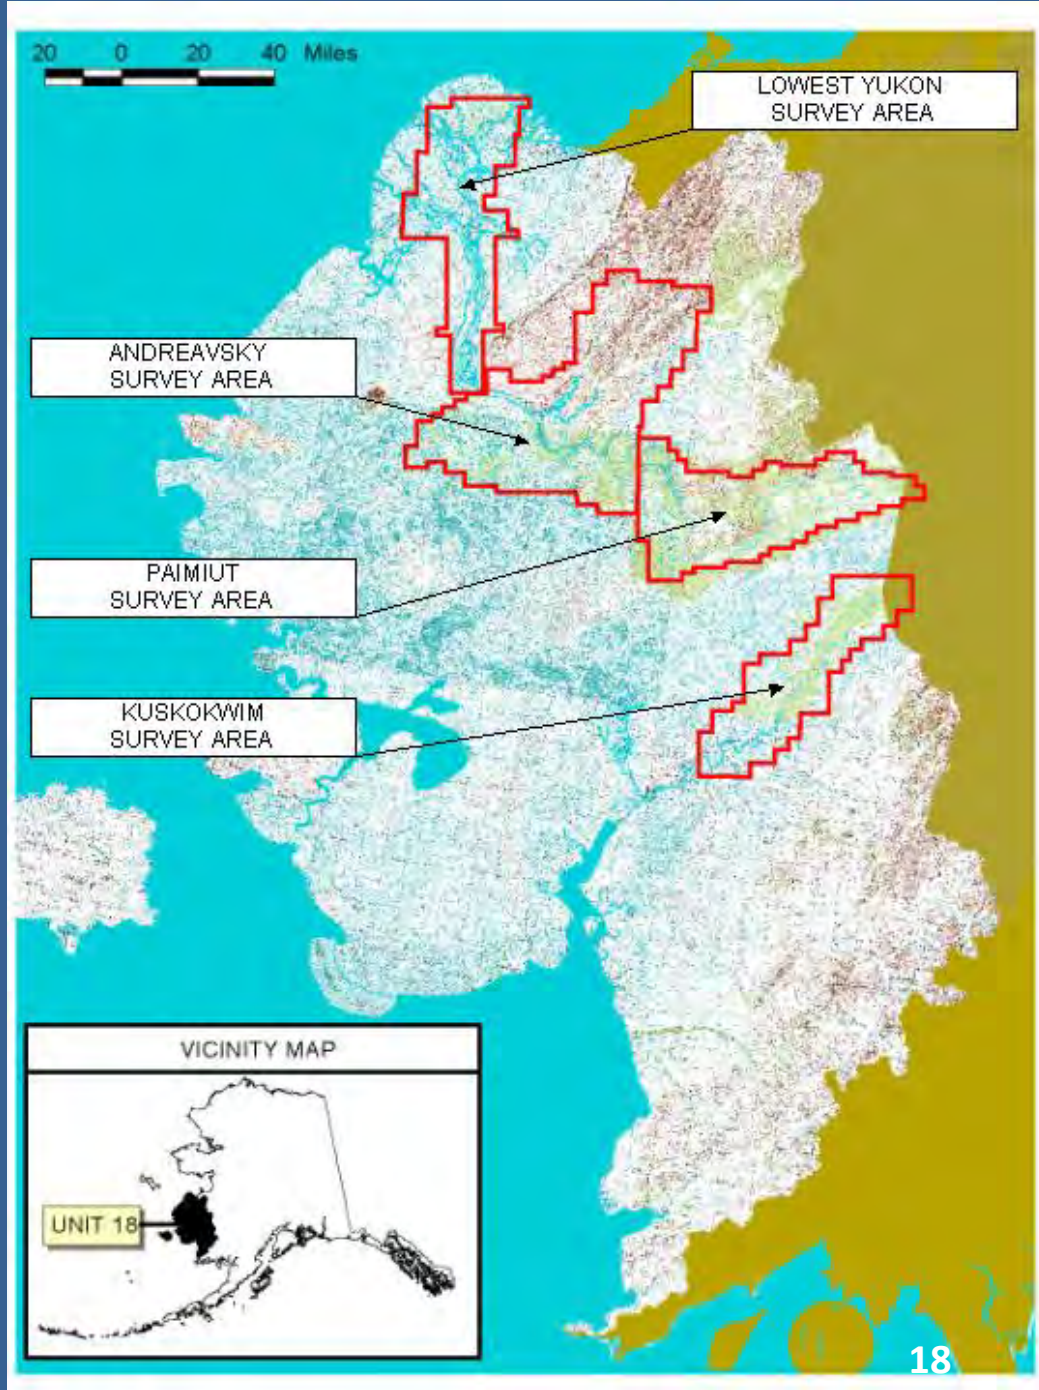 20 0 20 40 Miles
LOWEST YUKON
SURVEY AREA
ANDREAVSKY
SURVEY AREA
PAIMIUT
SURVEY AREA
KUSKOKWIM
SURVEY AREA
VICINITY MAP
UNIT 18
18